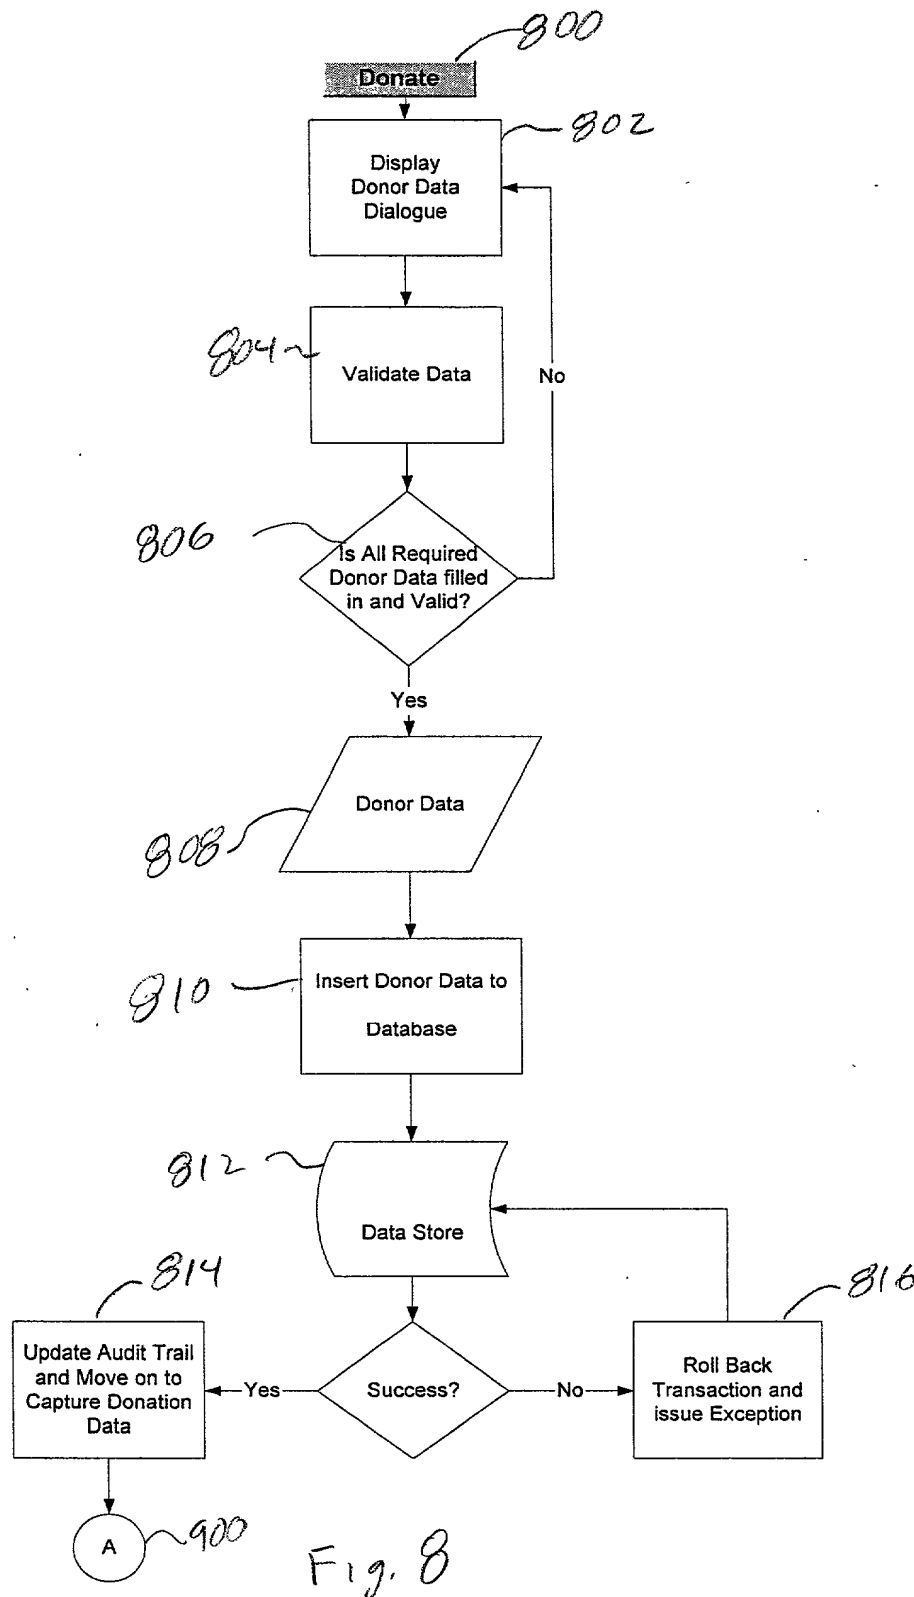 800
Donate
802
Display
Donor Data
Dialogue
804
Validate Data
No
806
Is All Required
Donor Data filled
in and Valid?
Yes
Donor Data
808
810
Insert Donor Data to
Database
812
Data Store
814
816
Update Audit Trail
and Move on to
Capture Donation
Data
Yes
Success?
No
Roll Back
Transaction and
issue Exception
A
900
Fig. 8